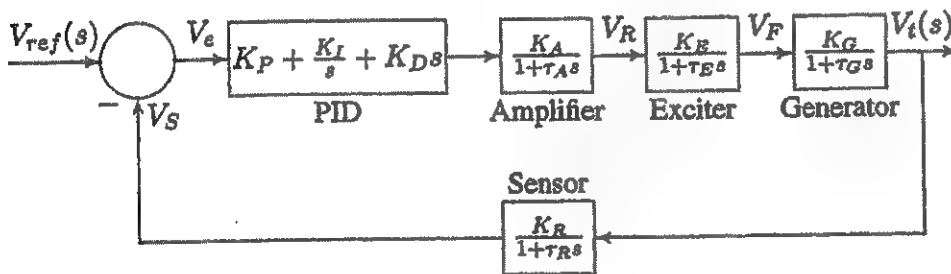 V_ref(s)
V_e
K_P + K_I/s + K_D s
K_A/(1+τ_A s)
V_R
K_E/(1+τ_E s)
V_F
K_G/(1+τ_G s)
V_t(s)
−
V_S
PID
Amplifier
Exciter
Generator
Sensor
K_R/(1+τ_R s)